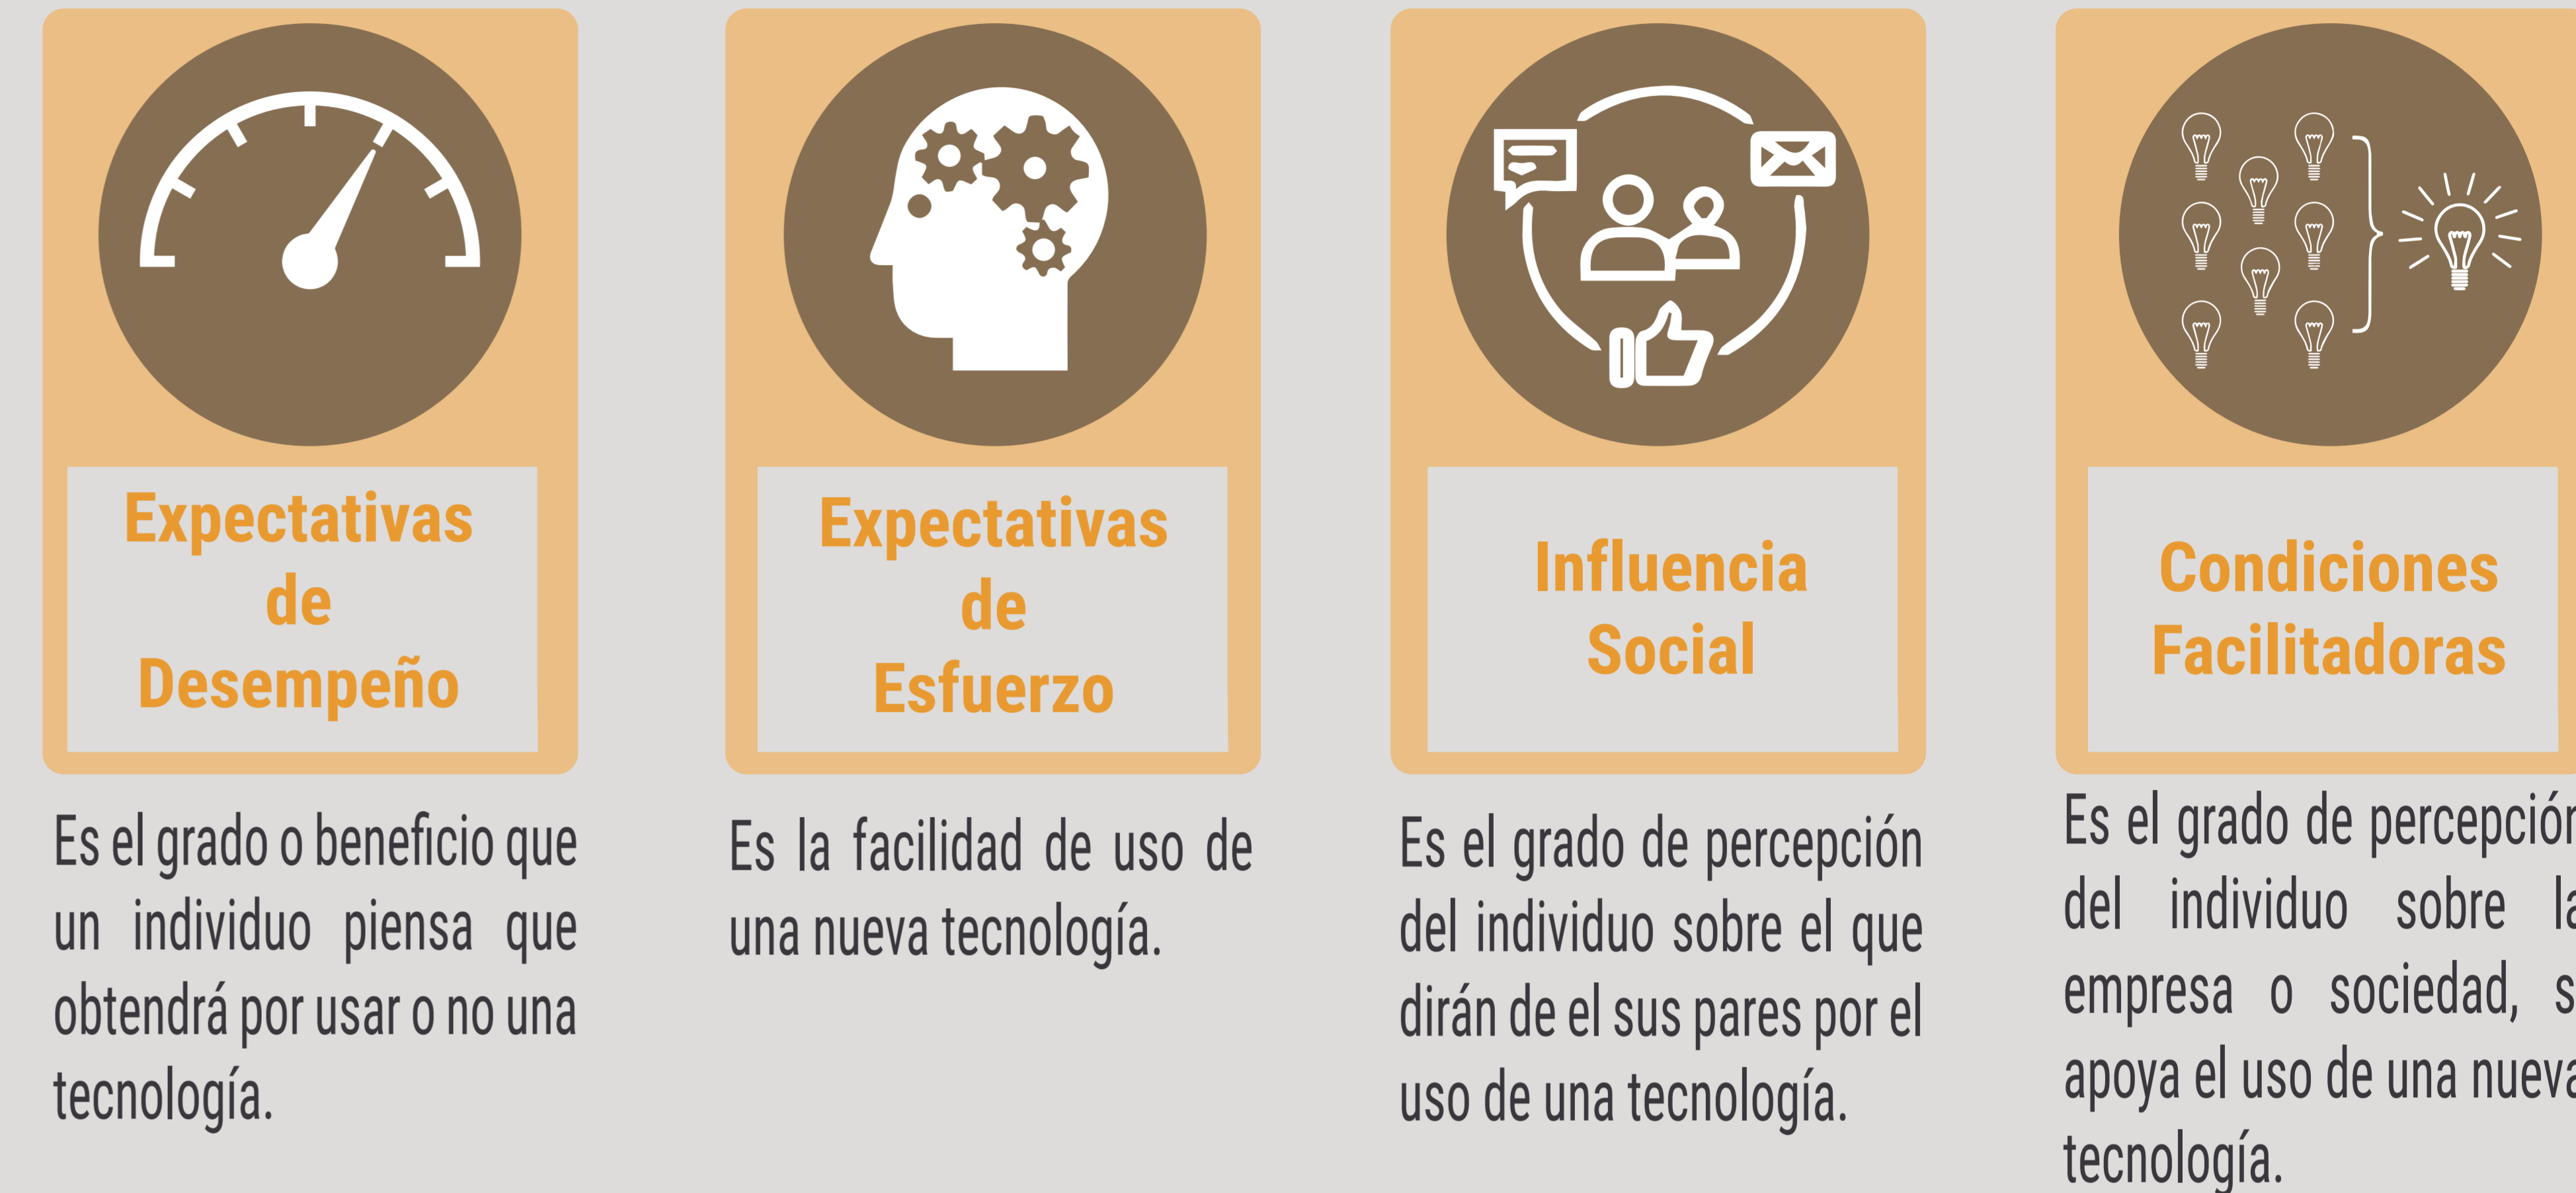 Expectativas
de
Desempeño
Es el grado o beneficio que
un individuo piensa que
obtendrá por usar o no una
tecnología.
Expectativas
de
Esfuerzo
Es la facilidad de uso de
una nueva tecnología.
Influencia
Social
Es el grado de percepción
del individuo sobre el que
dirán de el sus pares por el
uso de una tecnología.
Condiciones
Facilitadoras
Es el grado de percepción
del individuo sobre la
empresa o sociedad, s
apoya el uso de una nueva
tecnología.